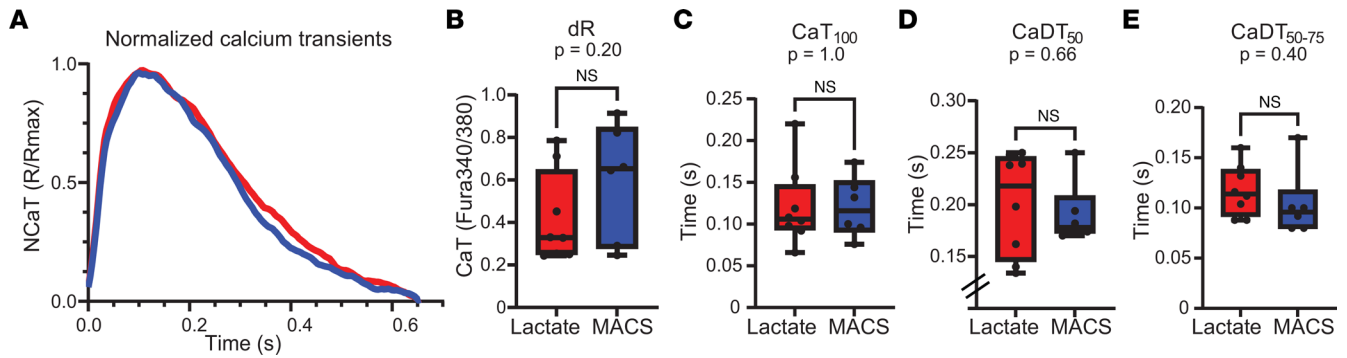 A
Normalized calcium transients
NCaT (R/Rmax)
1.0
0.5
0.0
0.0
0.2
0.4
0.6
Time (s)
B
dR
p = 0.20
NS
CaT (Fura340/380)
1.0
0.8
0.6
0.4
0.2
0
Lactate MACS
C
CaT100
p = 1.0
NS
Time (s)
0.25
0.20
0.15
0.10
0.05
0
Lactate MACS
D
CaDT50
p = 0.66
NS
Time (s)
0.30
0.25
0.20
0.15
0
Lactate MACS
E
CaDT50-75
p = 0.40
NS
Time (s)
0.20
0.15
0.10
0.05
0
Lactate MACS